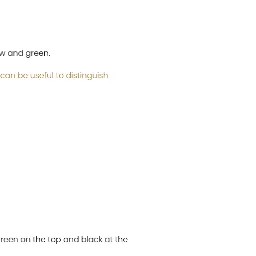 w and green.
can be useful to distinguish
reen on the top and black at the